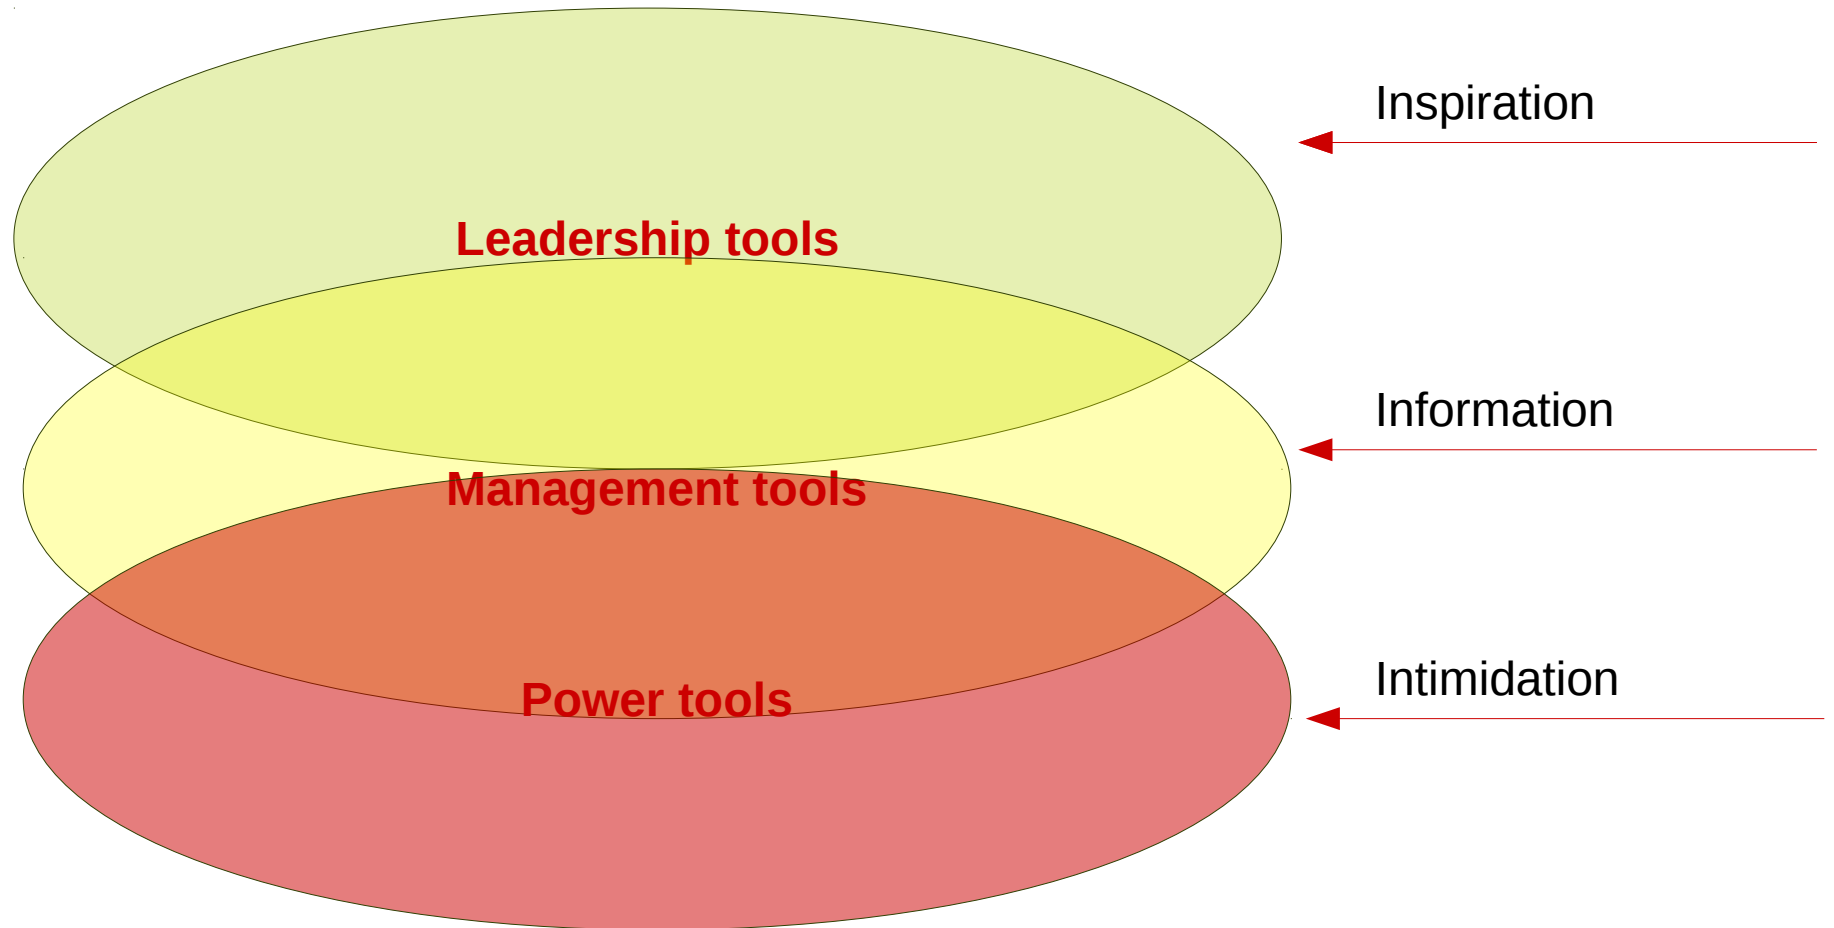 Inspiration
Leadership tools
Information
Management tools
Intimidation
Power tools